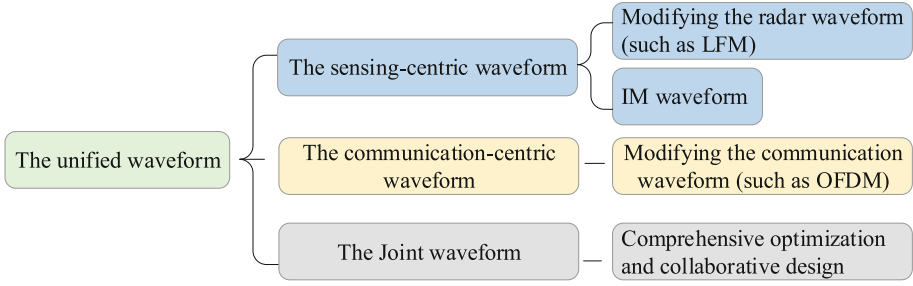 The unified waveform
The sensing-centric waveform
Modifying the radar waveform
(such as LFM)
IM waveform
The communication-centric
waveform
Modifying the communication
waveform (such as OFDM)
The Joint waveform
Comprehensive optimization
and collaborative design